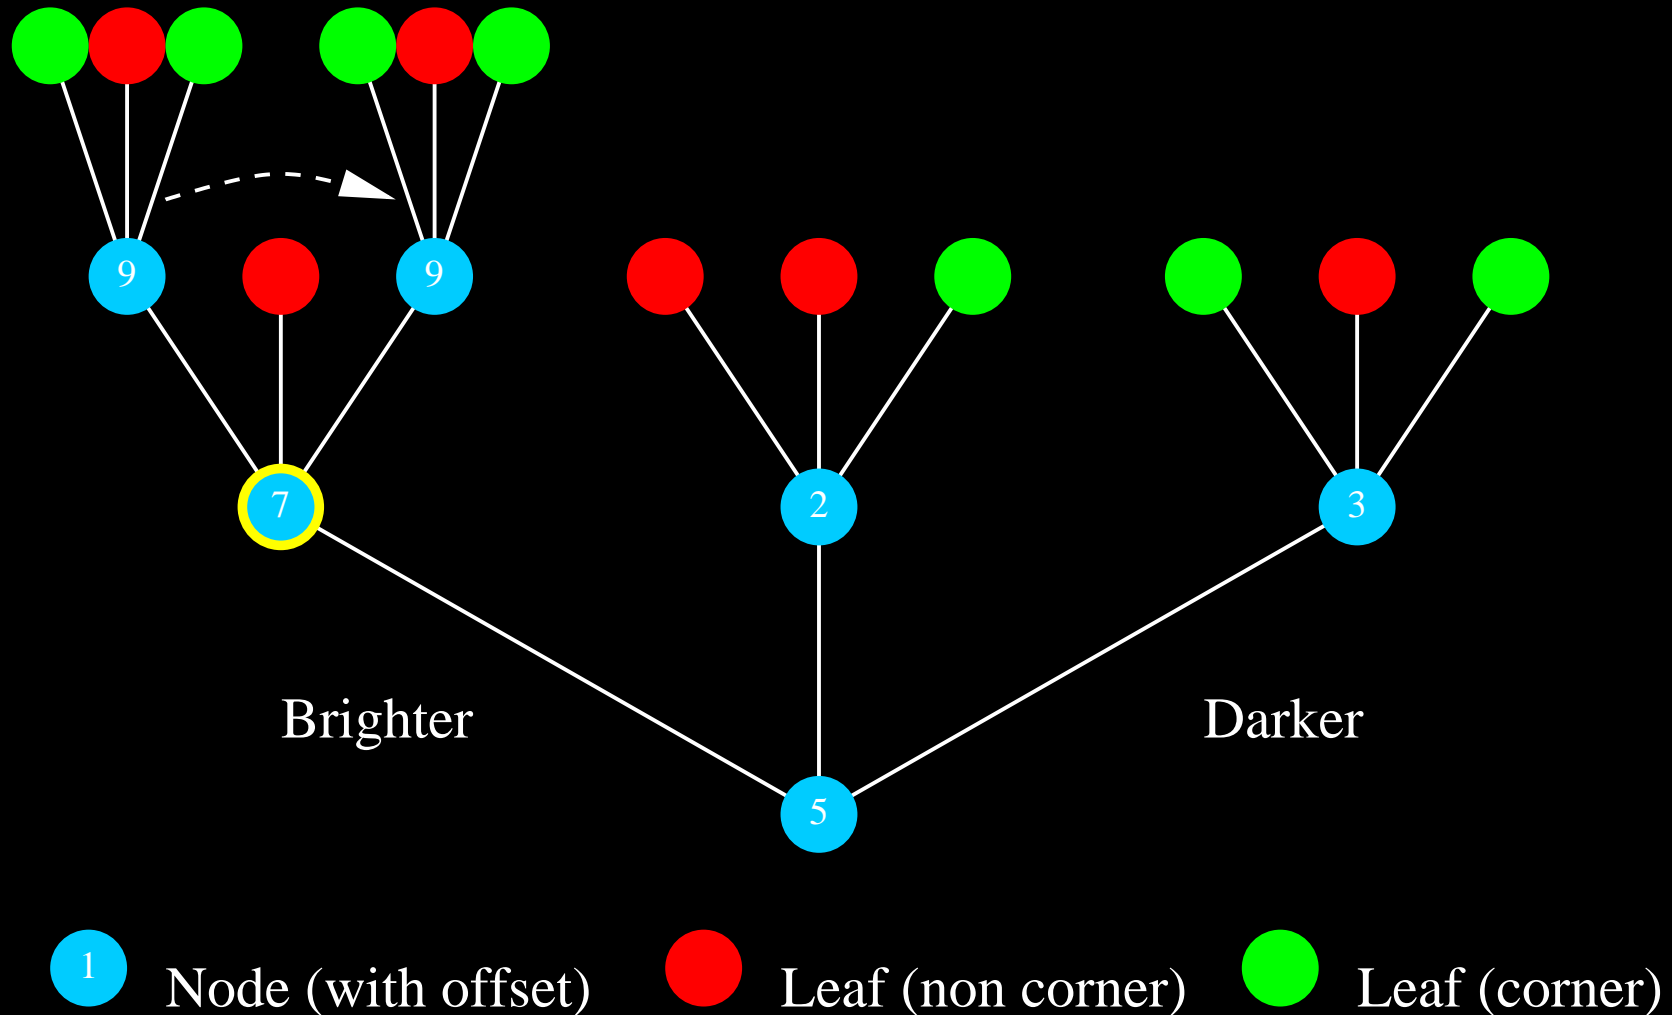 9
9
7
2
3
Brighter
Darker
5
1 Node (with offset)
Leaf (non corner)
Leaf (corner)